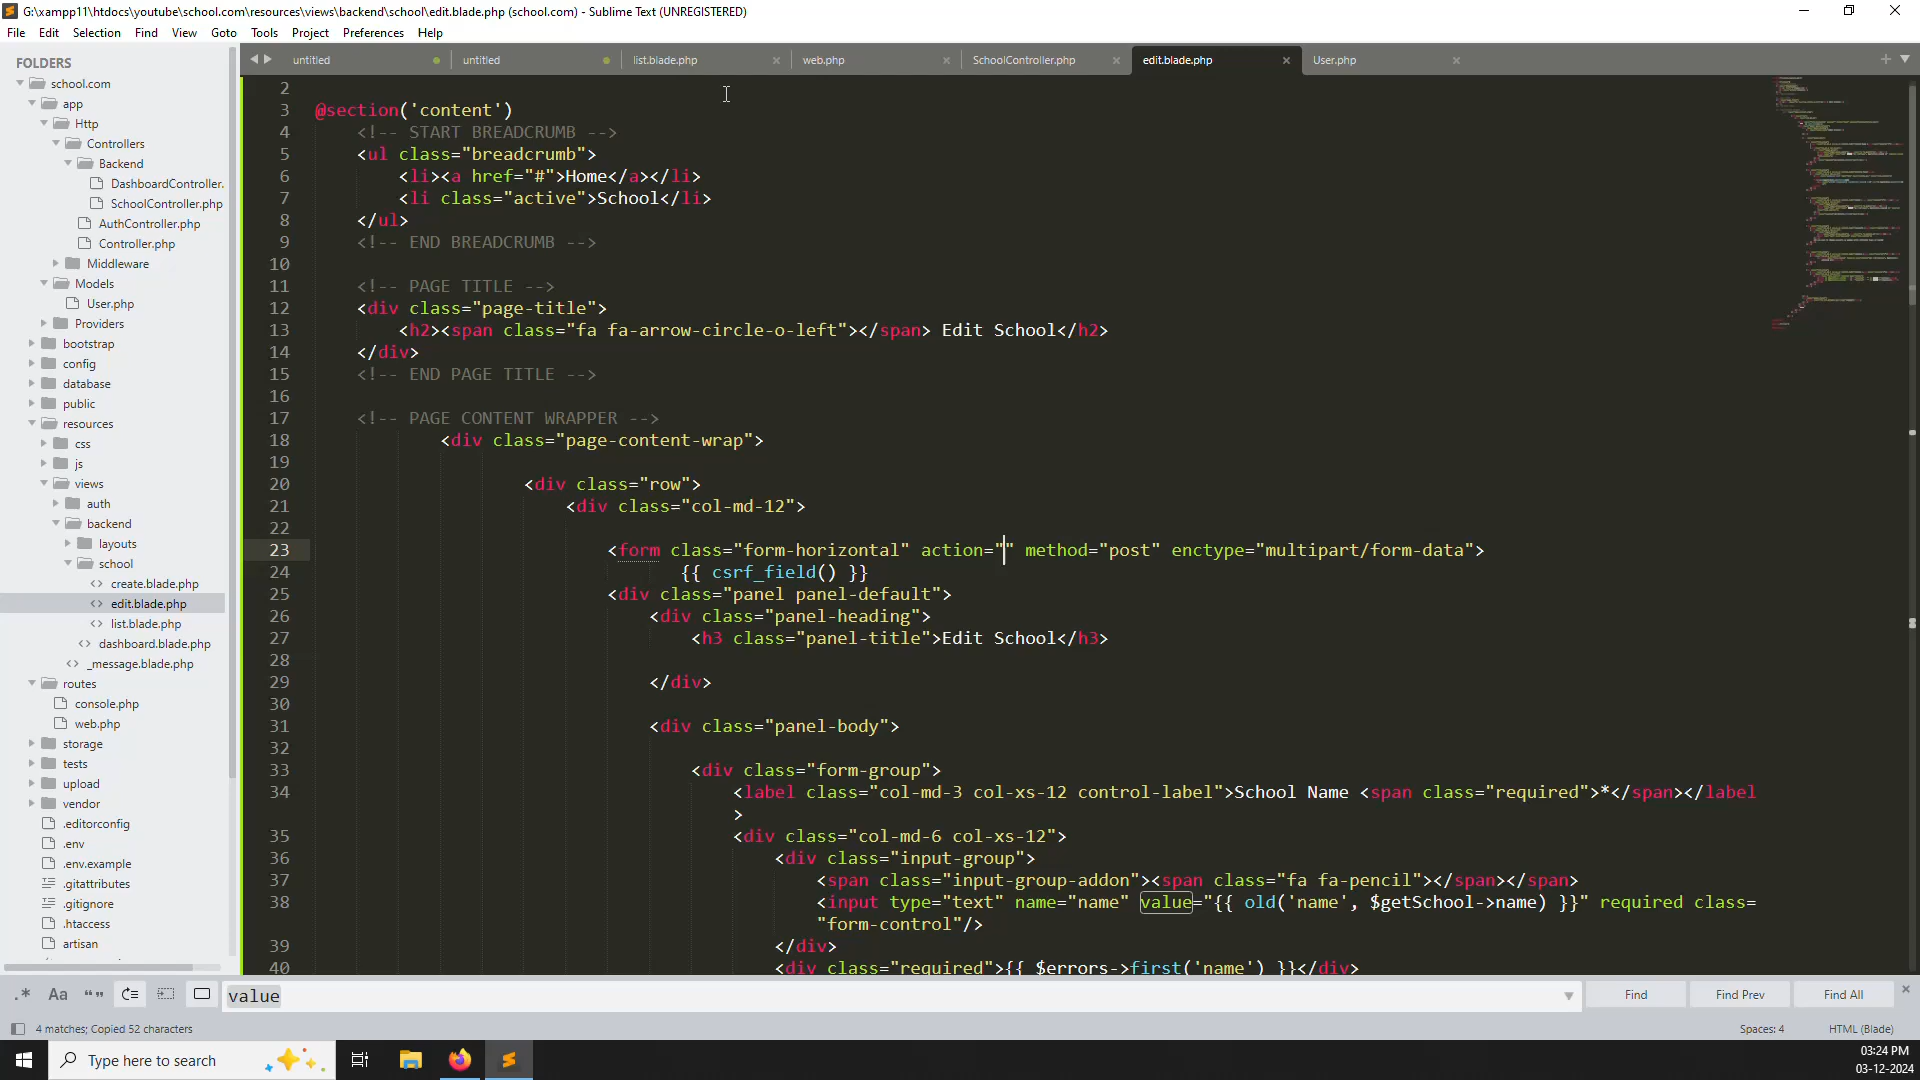 G:\xampp11\htdocs\youtube\school.com\resources\views\backend\school\edit.blade.php (school.com) - Sublime Text (UNREGISTERED)
File Edit Selection Find View Goto Tools Project Preferences Help
FOLDERS
school.com
app
Http
Controllers
Backend
DashboardController.
SchoolController.php
AuthController.php
Controller.php
Middleware
Models
User.php
Providers
bootstrap
config
database
public
resources
css
js
views
auth
backend
layouts
school
create.blade.php
edit.blade.php
list.blade.php
dashboard.blade.php
_message.blade.php
routes
console.php
web.php
storage
tests
upload
vendor
.editorconfig
.env
.env.example
.gitattributes
.gitignore
.htaccess
artisan
untitled untitled list.blade.php web.php SchoolController.php edit.blade.php User.php
2
3 @section('content')
4 <!-- START BREADCRUMB -->
5 <ul class="breadcrumb">
6 <li><a href="#">Home</a></li>
7 <li class="active">School</li>
8 </ul>
9 <!-- END BREADCRUMB -->
10
11 <!-- PAGE TITLE -->
12 <div class="page-title">
13 <h2><span class="fa fa-arrow-circle-o-left"></span> Edit School</h2>
14 </div>
15 <!-- END PAGE TITLE -->
16
17 <!-- PAGE CONTENT WRAPPER -->
18 <div class="page-content-wrap">
19
20 <div class="row">
21 <div class="col-md-12">
22
23 <form class="form-horizontal" action="" method="post" enctype="multipart/form-data">
24 {{ csrf_field() }}
25 <div class="panel panel-default">
26 <div class="panel-heading">
27 <h3 class="panel-title">Edit School</h3>
28
29 </div>
30
31 <div class="panel-body">
32
33 <div class="form-group">
34 <label class="col-md-3 col-xs-12 control-label">School Name <span class="required">*</span></label
>
35 <div class="col-md-6 col-xs-12">
36 <div class="input-group">
37 <span class="input-group-addon"><span class="fa fa-pencil"></span></span>
38 <input type="text" name="name" value="{{ old('name', $getSchool->name) }}" required class=
"form-control"/>
39 </div>
40 <div class="required">{{ $errors->first('name') }}</div>
.* Aa “” value Find Find Prev Find All
4 matches; Copied 52 characters Spaces: 4 HTML (Blade)
Type here to search
03:24 PM
03-12-2024